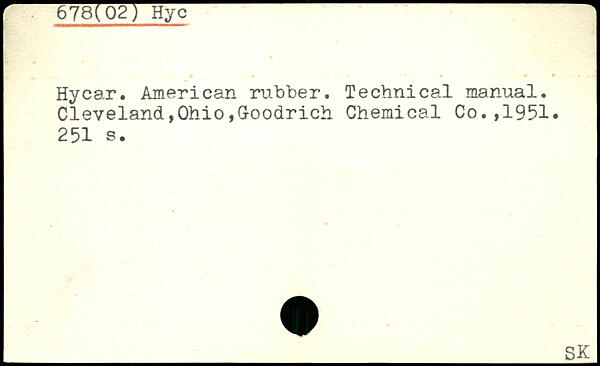 678(02) Hyc
Hycar. American rubber. Technical manual.
Cleveland,Ohio,Goodrich Chemical Co.,1951.
251 s.
SK